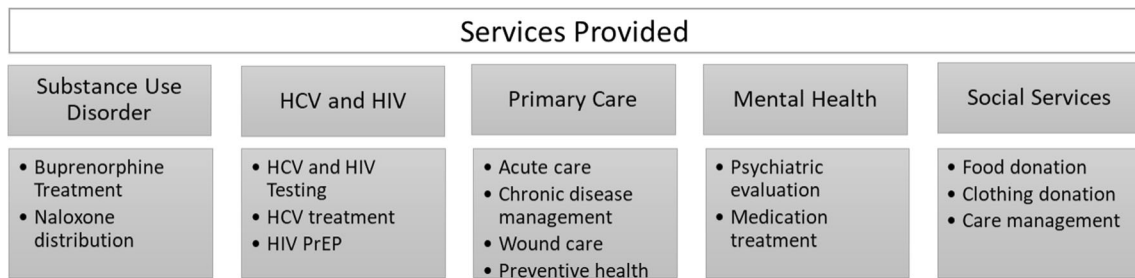 Services Provided
Substance Use
Disorder
• Buprenorphine
Treatment
• Naloxone
distribution
HCV and HIV
• HCV and HIV
Testing
• HCV treatment
• HIV PrEP
Primary Care
• Acute care
• Chronic disease
management
• Wound care
• Preventive health
Mental Health
• Psychiatric
evaluation
• Medication
treatment
Social Services
• Food donation
• Clothing donation
• Care management